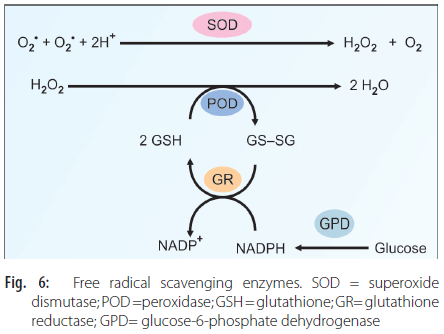 SOD
O₂• + O₂• + 2H⁺ H₂O₂ + O₂
H₂O₂ 2 H₂O
POD
2 GSH GS–SG
GR
GPD
NADP⁺ NADPH Glucose
Fig. 6: Free radical scavenging enzymes. SOD = superoxide
dismutase; POD =peroxidase; GSH = glutathione; GR= glutathione
reductase; GPD= glucose-6-phosphate dehydrogenase